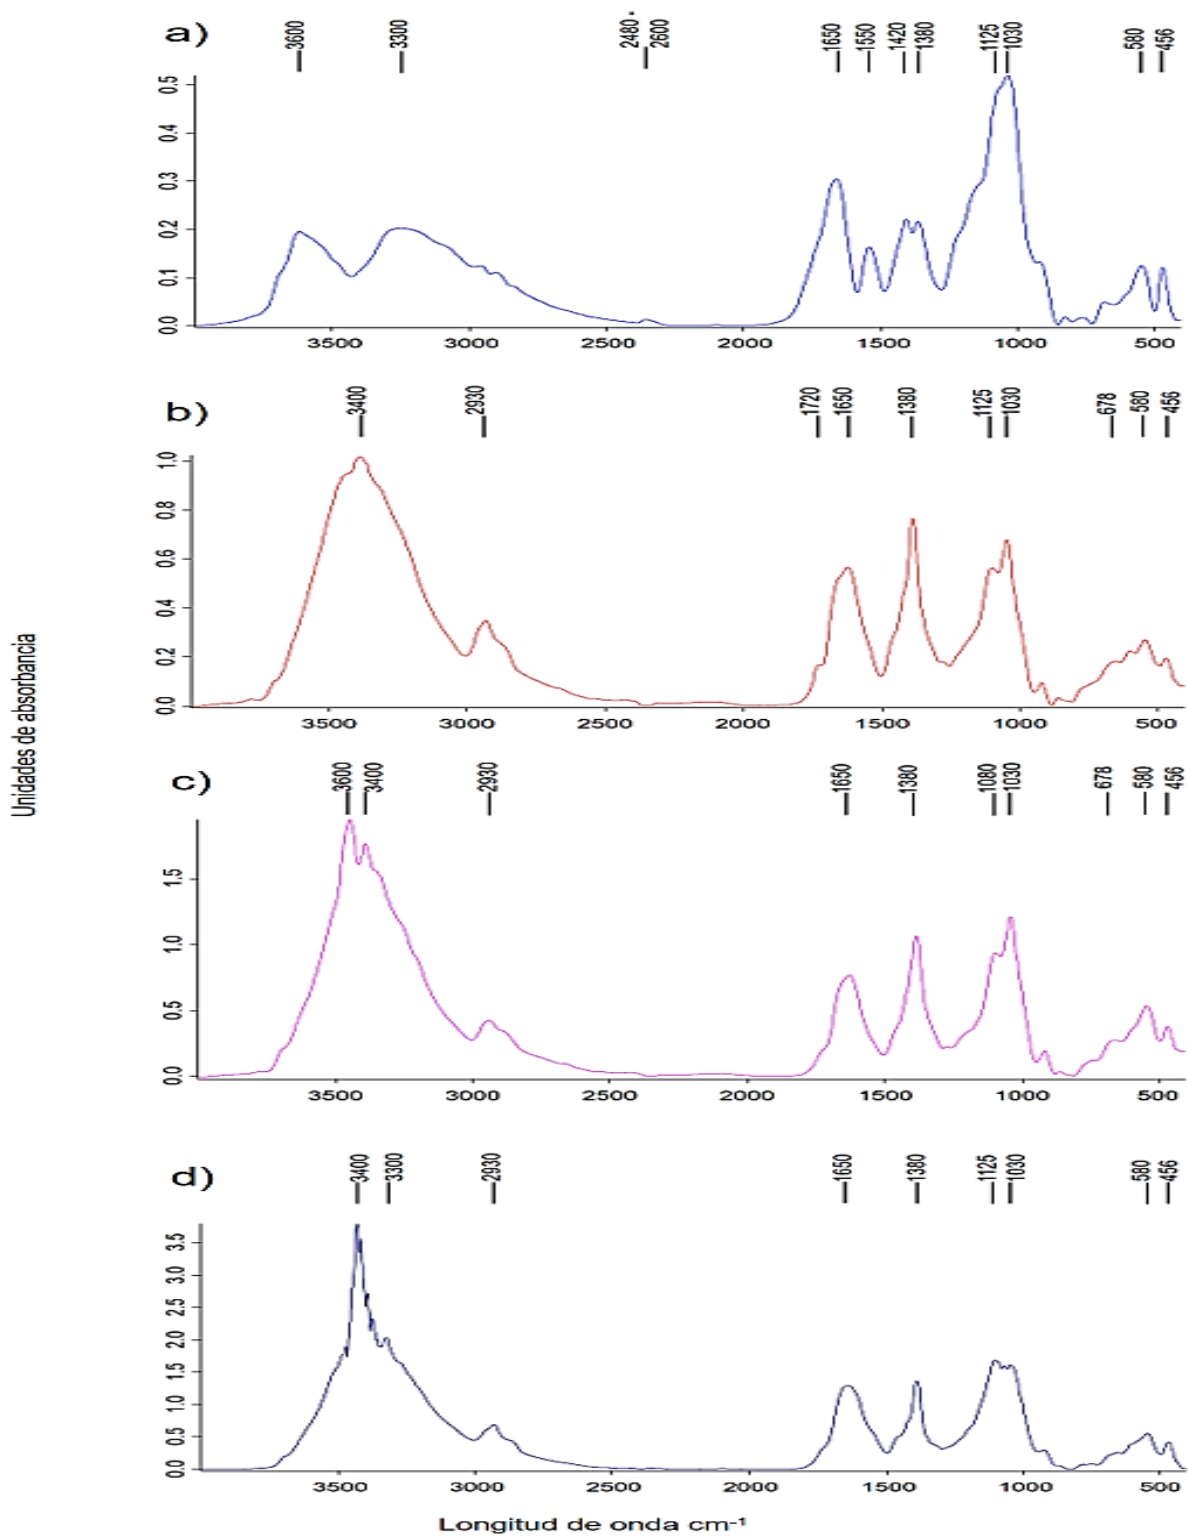 a)
3600 3300 2480- 2600 1650 1550 1420 1380 1125 1030 580 456
0.5
0.4
0.3
0.2
0.1
0.0
3500 3000 2500 2000 1500 1000 500
b)
3400 2930 1720 1650 1380 1125 1030 678 580 456
1.0
0.8
0.6
0.4
0.2
0.0
3500 3000 2500 2000 1500 1000 500
Unidades de absorbancia
c)
3600 3400 2930 1650 1380 1080 1030 678 580 456
1.5
1.0
0.5
0.0
3500 3000 2500 2000 1500 1000 500
d)
3400 3300 2930 1650 1380 1125 1030 580 456
3.5
3.0
2.5
2.0
1.5
1.0
0.5
0.0
3500 3000 2500 2000 1500 1000 500
Longitud de onda cm⁻¹